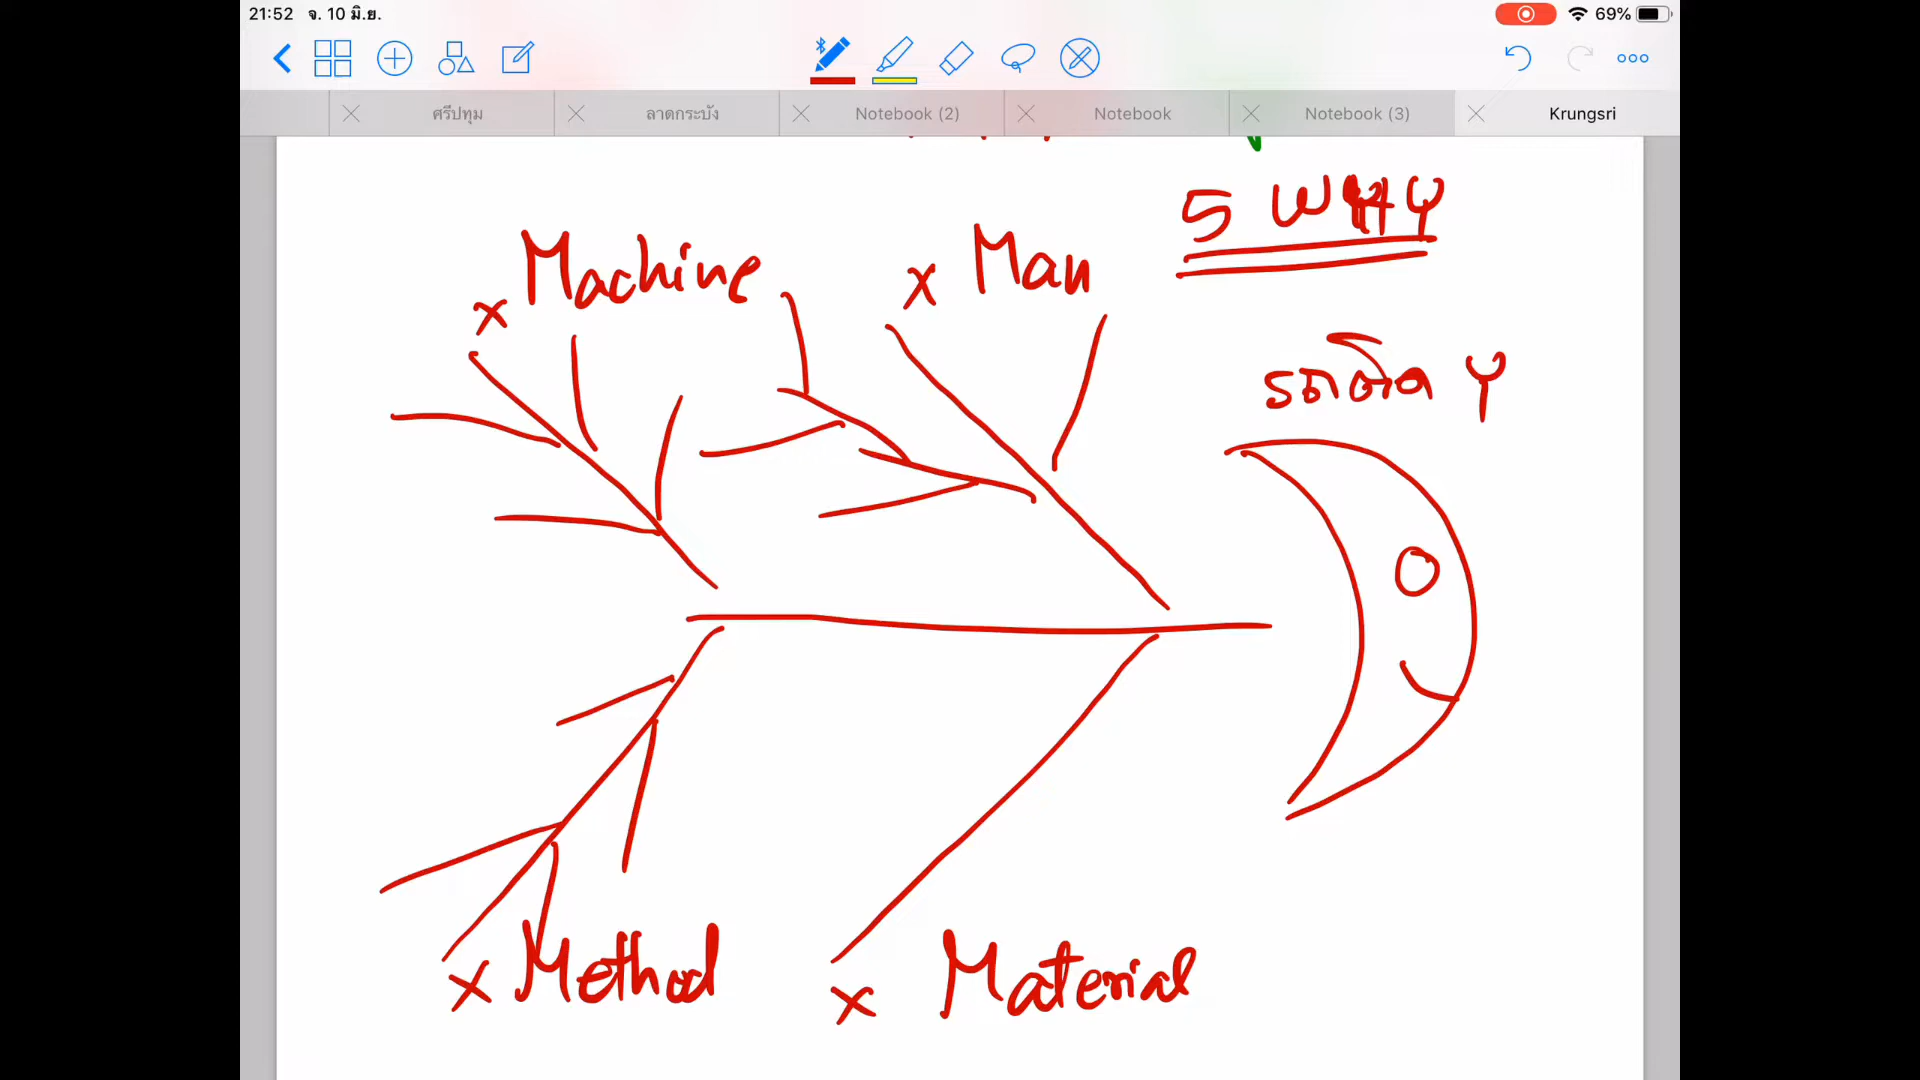 21:52 จ. 10 มิ.ย. 69%
ศรีปทุม ลาดกระบัง Notebook (2) Notebook Notebook (3) Krungsri
5 WHY
x Machine x Man
รถติด Y
x Method x Material